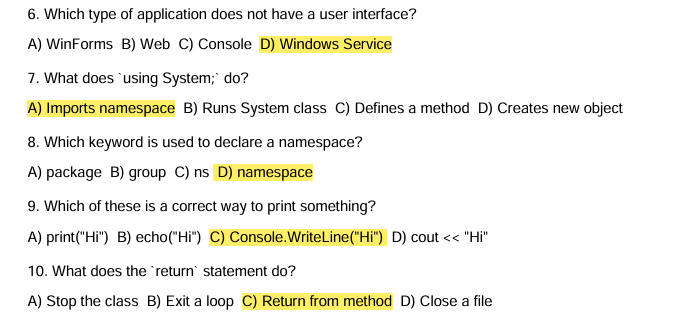 6. Which type of application does not have a user interface?
A) WinForms B) Web C) Console D) Windows Service
7. What does `using System;` do?
A) Imports namespace B) Runs System class C) Defines a method D) Creates new object
8. Which keyword is used to declare a namespace?
A) package B) group C) ns D) namespace
9. Which of these is a correct way to print something?
A) print("Hi") B) echo("Hi") C) Console.WriteLine("Hi") D) cout << "Hi"
10. What does the `return` statement do?
A) Stop the class B) Exit a loop C) Return from method D) Close a file